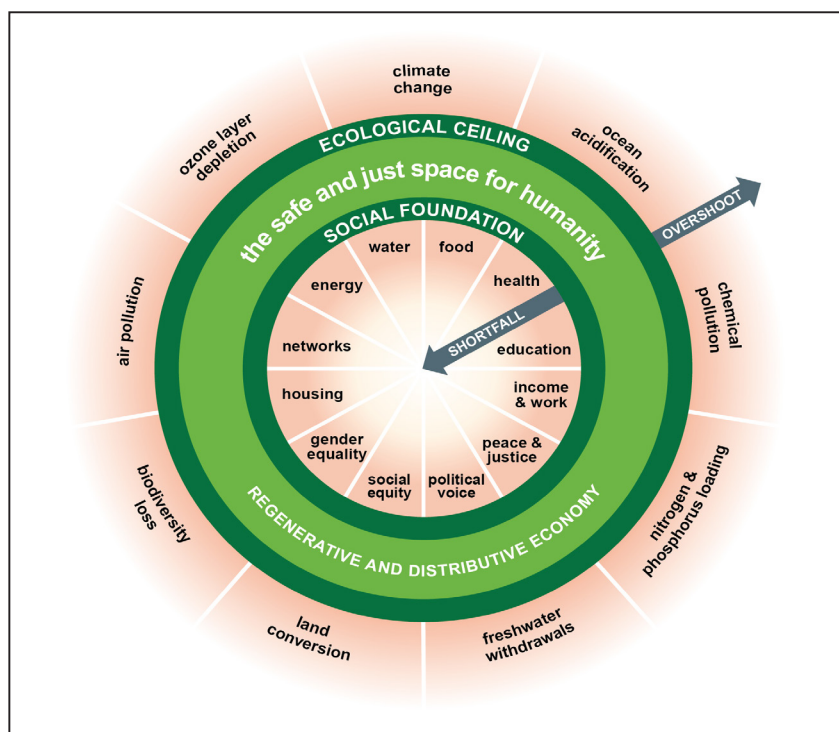 climate
change
ozone layer
depletion
ocean
acidification
ECOLOGICAL CEILING
the safe and just space for humanity
SOCIAL FOUNDATION
OVERSHOOT
water
food
energy
health
SHORTFALL
air pollution
chemical
pollution
networks
education
housing
income
& work
gender
equality
peace &
justice
social
equity
political
voice
REGENERATIVE AND DISTRIBUTIVE ECONOMY
biodiversity
loss
nitrogen &
phosphorus loading
land
conversion
freshwater
withdrawals